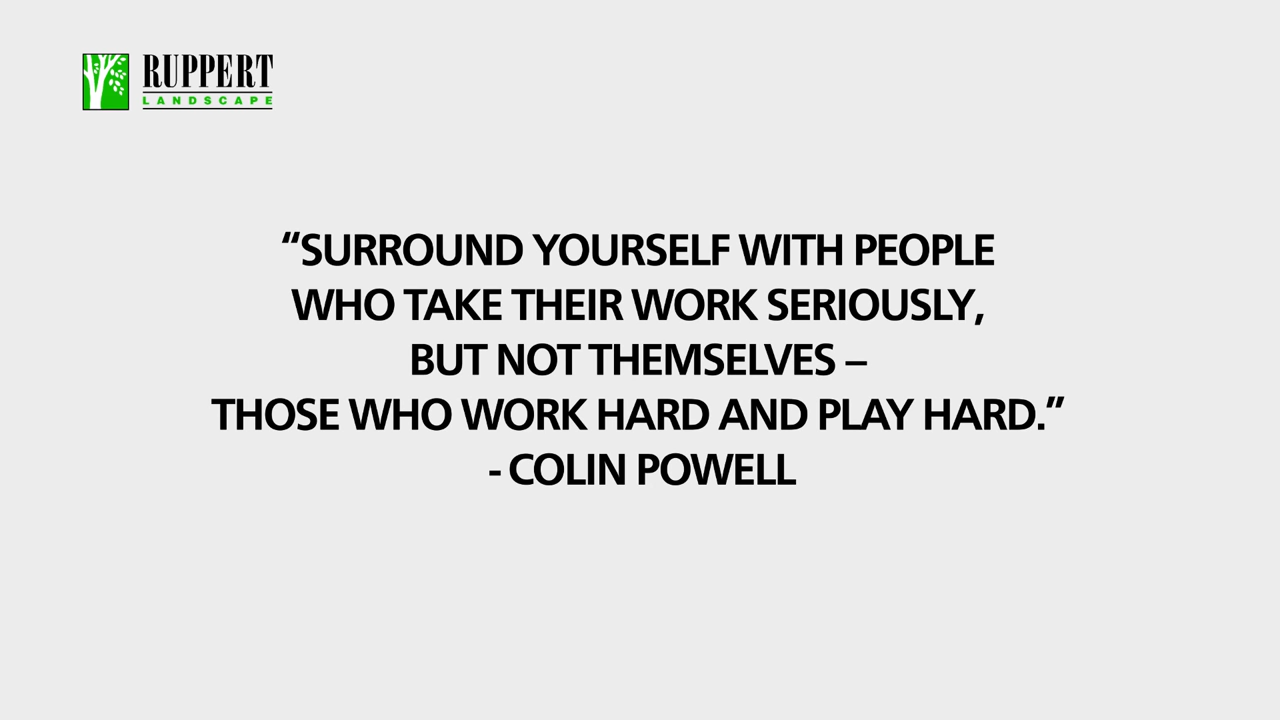 RUPPERT
LANDSCAPE
“SURROUND YOURSELF WITH PEOPLE
WHO TAKE THEIR WORK SERIOUSLY,
BUT NOT THEMSELVES –
THOSE WHO WORK HARD AND PLAY HARD.”
- COLIN POWELL